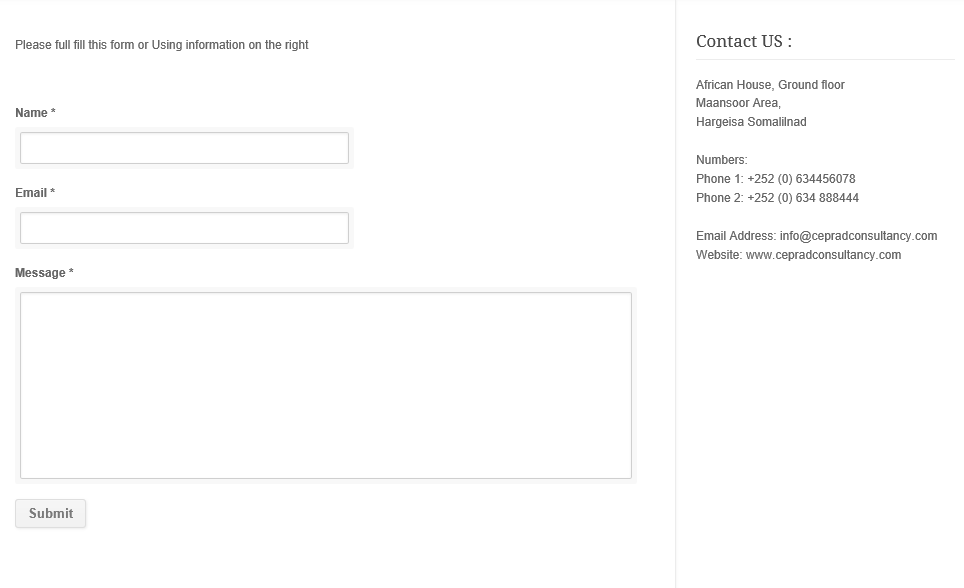 Please full fill this form or Using information on the right
Name *
Email *
Message *
Submit
Contact US :
African House, Ground floor
Maansoor Area,
Hargeisa Somalilnad
Numbers:
Phone 1: +252 (0) 634456078
Phone 2: +252 (0) 634 888444
Email Address: info@cepradconsultancy.com
Website: www.cepradconsultancy.com